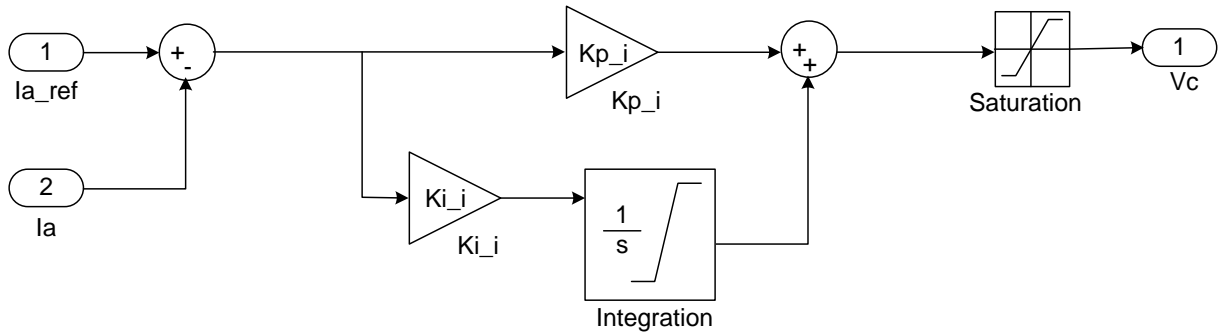 1
Ia_ref
+
-
Kp_i
Kp_i
+
+
Saturation
1
Vc
2
Ia
Ki_i
Ki_i
1
s
Integration